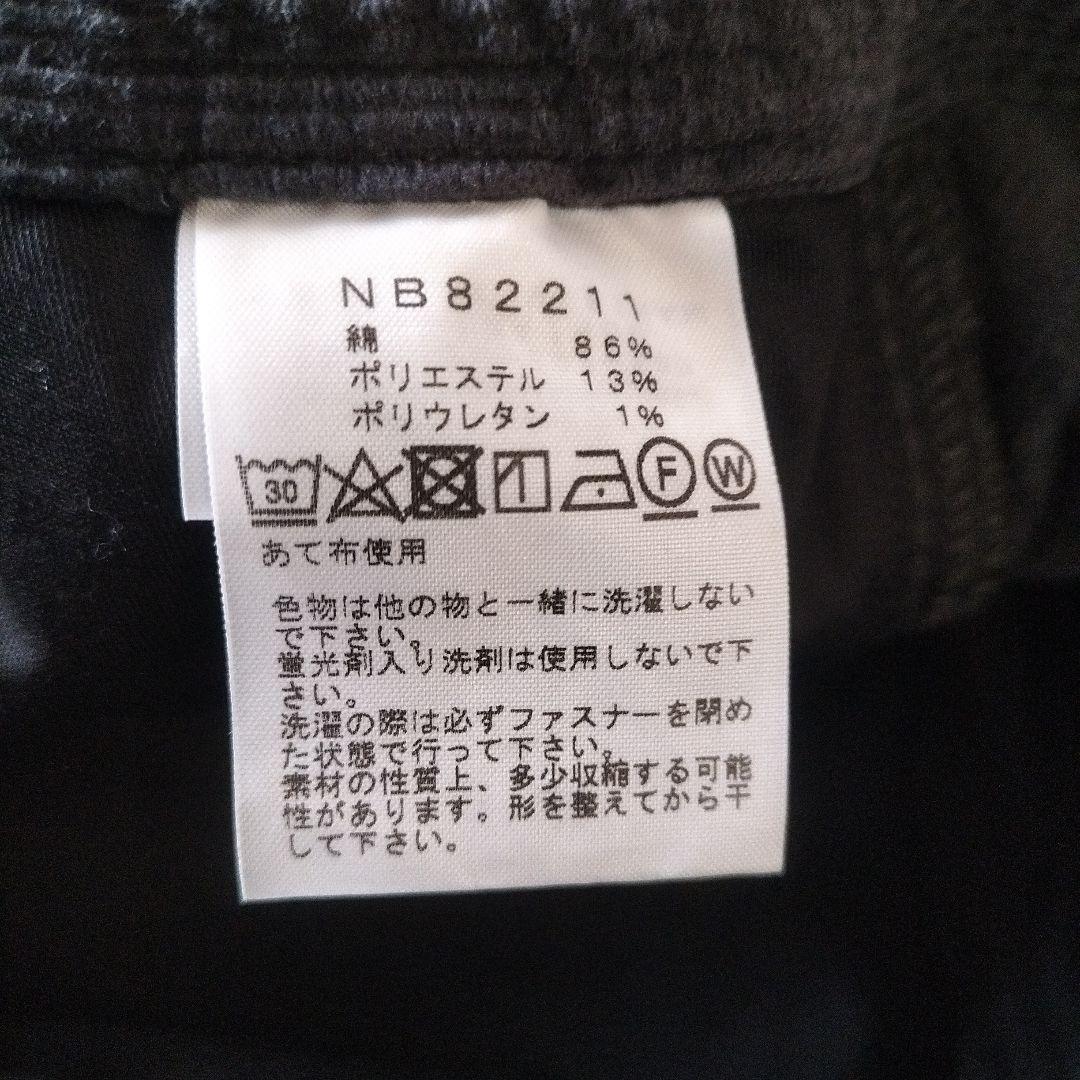 NB82211
綿 86%
ポリエステル 13%
ポリウレタン 1%
30 F W
あて布使用
色物は他の物と一緒に洗濯しない
で下さい。
蛍光剤入り洗剤は使用しないで下
さい。
洗濯の際は必ずファスナーを閉め
た状態で行って下さい。
素材の性質上、多少収縮する可能
性があります。形を整えてから干
して下さい。